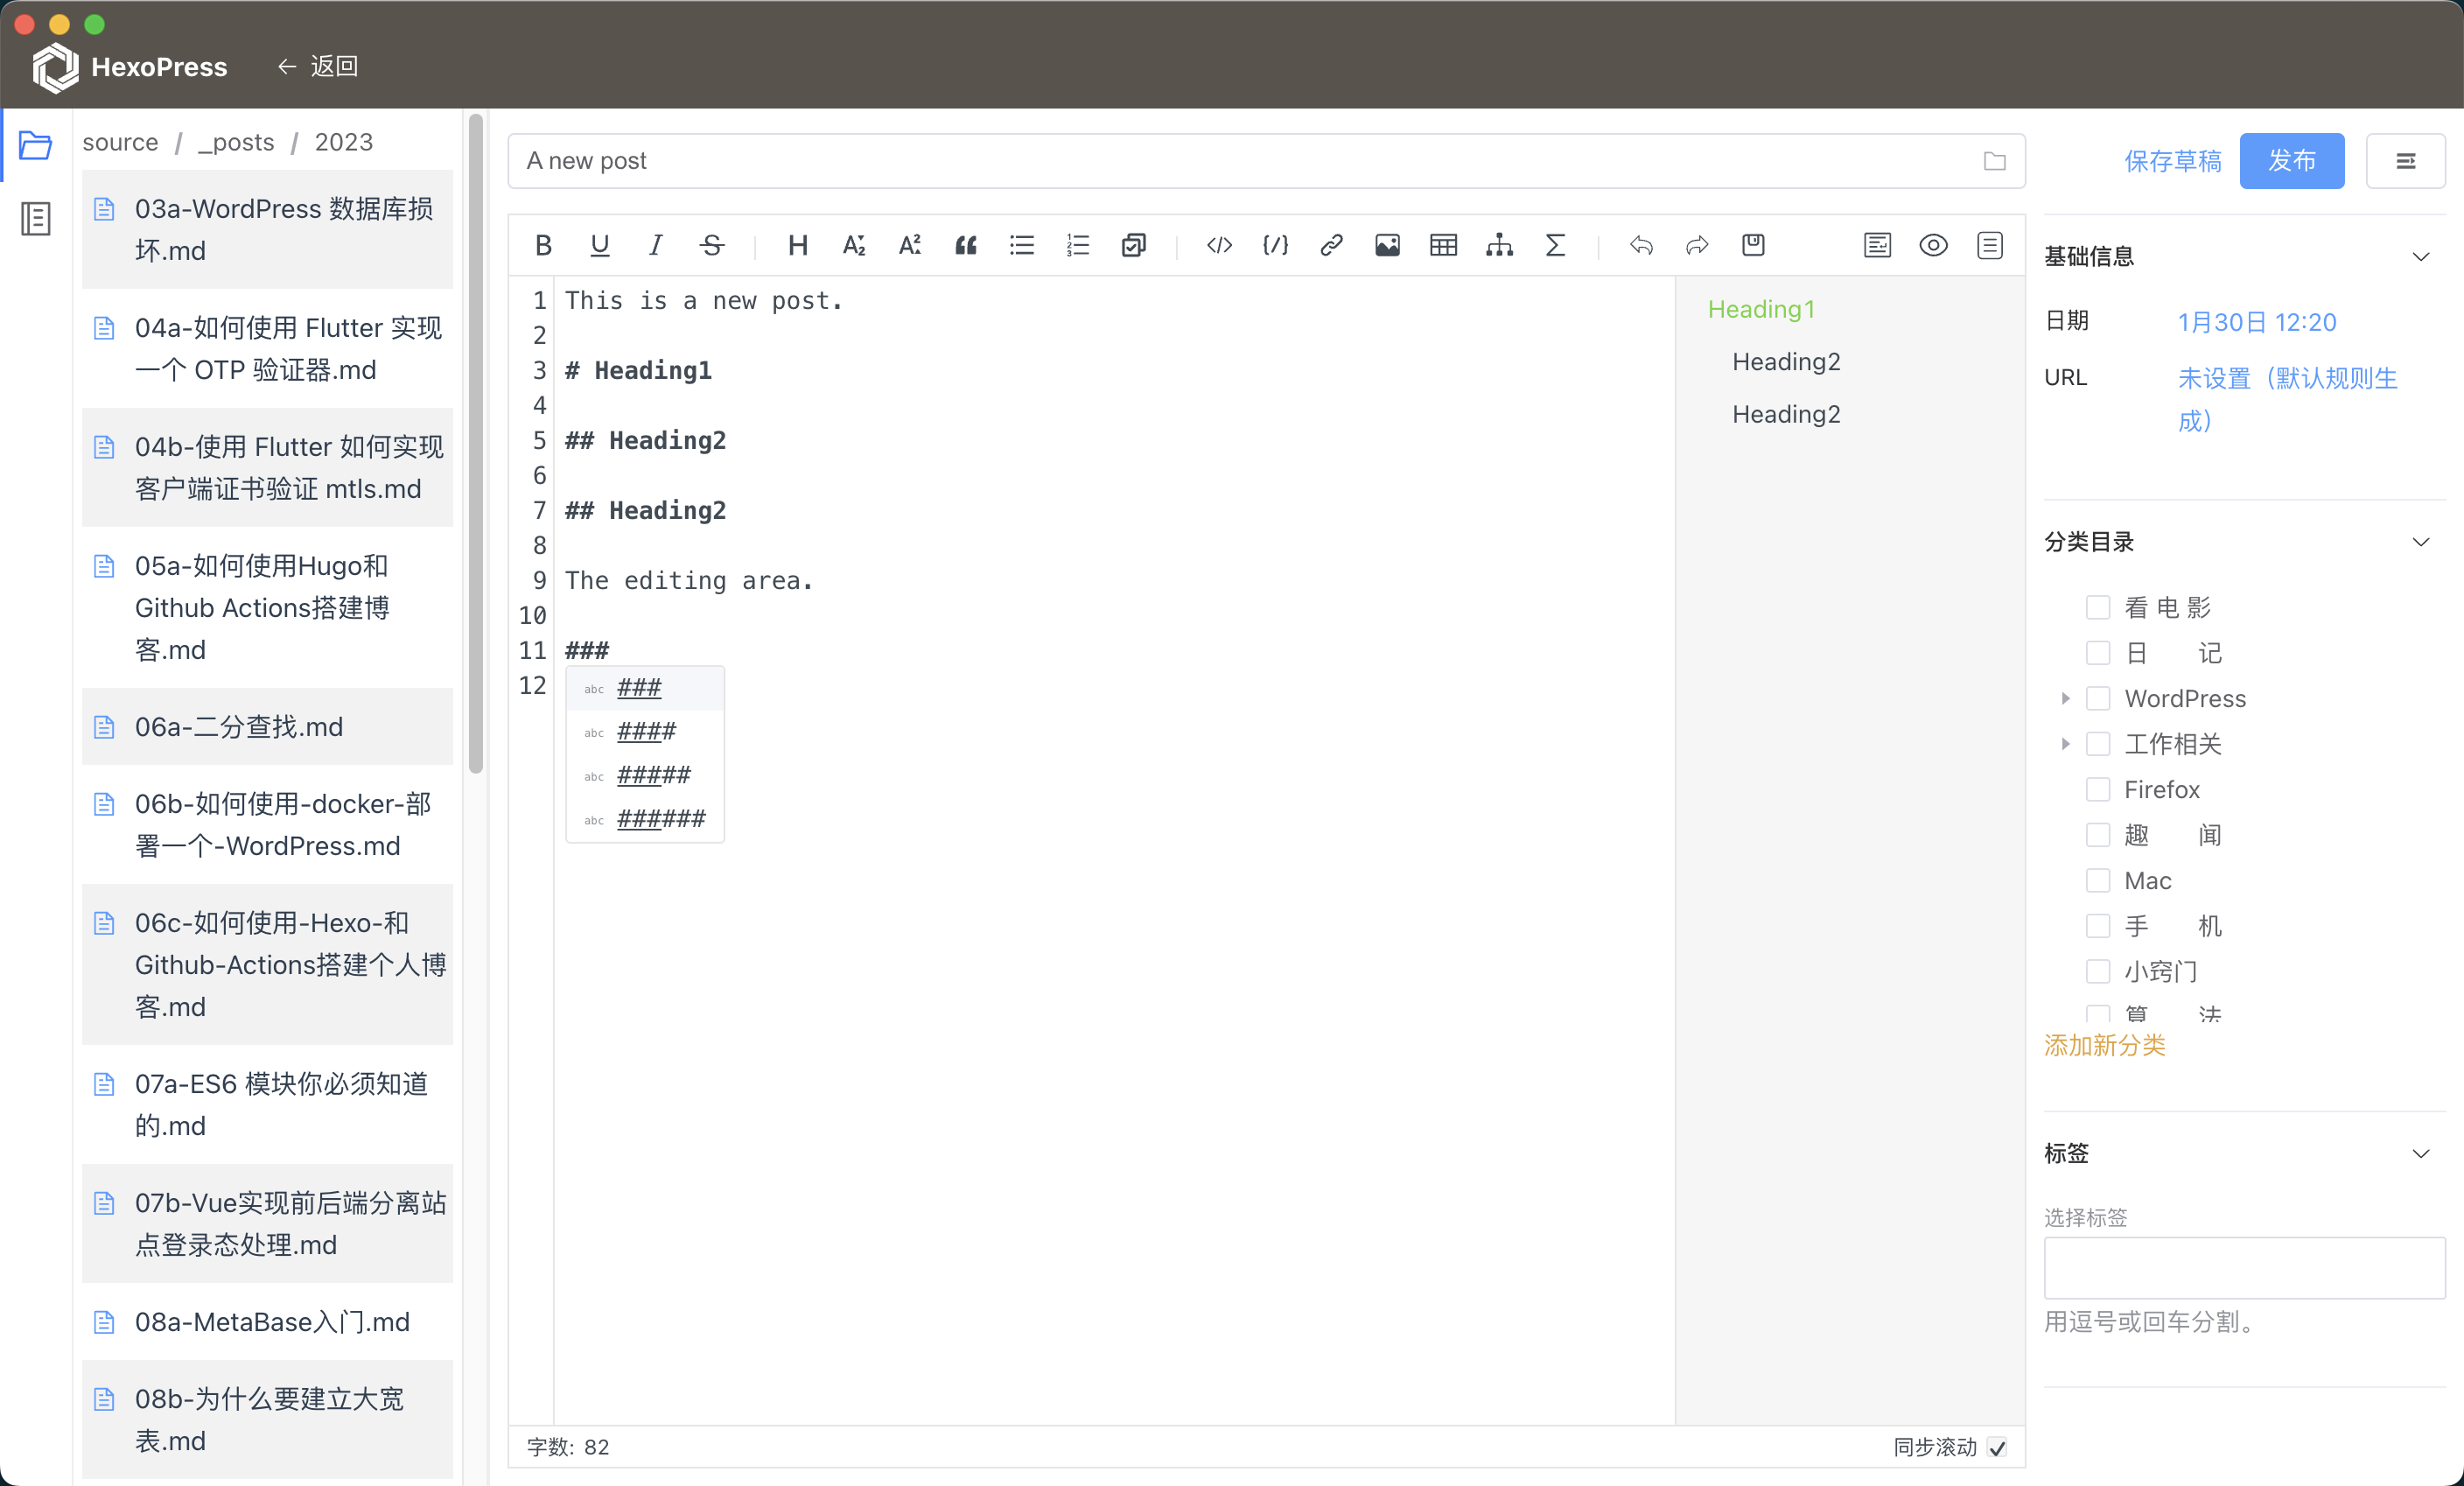 HexoPress
返回
source / _posts / 2023
03a-WordPress 数据库损
坏.md
04a-如何使用 Flutter 实现
一个 OTP 验证器.md
04b-使用 Flutter 如何实现
客户端证书验证 mtls.md
05a-如何使用Hugo和
Github Actions搭建博
客.md
06a-二分查找.md
06b-如何使用-docker-部
署一个-WordPress.md
06c-如何使用-Hexo-和
Github-Actions搭建个人博
客.md
07a-ES6 模块你必须知道
的.md
07b-Vue实现前后端分离站
点登录态处理.md
08a-MetaBase入门.md
08b-为什么要建立大宽
表.md
A new post
1 This is a new post.
2
3 # Heading1
4
5 ## Heading2
6
7 ## Heading2
8
9 The editing area.
10
11 ###
12
abc ###
abc ####
abc #####
abc ######
Heading1
Heading2
Heading2
字数: 82
同步滚动
保存草稿
发布
基础信息
日期 1月30日 12:20
URL 未设置（默认规则生
成）
分类目录
看 电 影
日 记
WordPress
工作相关
Firefox
趣 闻
Mac
手 机
小窍门
算 法
添加新分类
标签
选择标签
用逗号或回车分割。